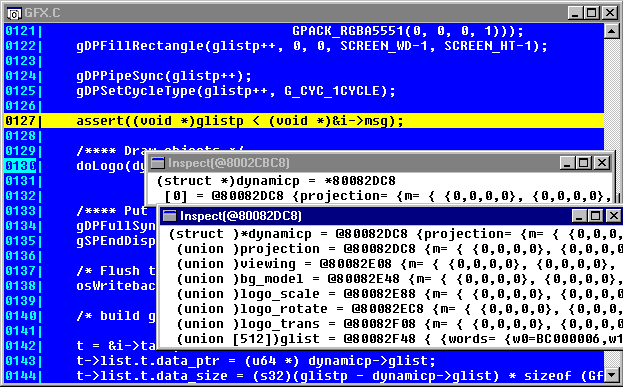 GFX.C
0121|                               GPACK_RGBA5551(0, 0, 0, 1)));
0122|    gDPFillRectangle(glistp++, 0, 0, SCREEN_WD-1, SCREEN_HT-1);
0123|
0124|    gDPPipeSync(glistp++);
0125|    gDPSetCycleType(glistp++, G_CYC_1CYCLE);
0126|
0127|    assert((void *)glistp < (void *)&i->msg);
0128|
0129|    /**** Draw objects */
0130|    doLogo(dy
0131|
0132|
0133|    /**** Put
0134|    gDPFullSyn
0135|    gSPEndDisp
0136|
0137|    /* Flush t
0138|    osWriteback
0139|
0140|    /* build g
0141|
0142|    t = &i->ta
0143|    t->list.t.data_ptr = (u64 *) dynamicp->glist;
0144|    t->list.t.data_size = (s32)(glistp - dynamicp->glist) * sizeof (Gf
Inspect(@8002CBC8)
(struct *)dynamicp = *80082DC8
[0] = @80082DC8 {projection= {m= { {0,0,0,0}, {0,0,0,0},
Inspect(@80082DC8)
(struct )*dynamicp = @80082DC8 {projection= {m= { {0,0,0,
(union )projection = @80082DC8 {m= { {0,0,0,0}, {0,0,0,0
(union )viewing = @80082E08 {m= { {0,0,0,0}, {0,0,0,0},
(union )bg_model = @80082E48 {m= { {0,0,0,0}, {0,0,0,0},
(union )logo_scale = @80082E88 {m= { {0,0,0,0}, {0,0,0,0
(union )logo_rotate = @80082EC8 {m= { {0,0,0,0}, {0,0,0,
(union )logo_trans = @80082F08 {m= { {0,0,0,0}, {0,0,0,0
(union [512])glist = @80082F48 { {words= {w0=BC000006,w1